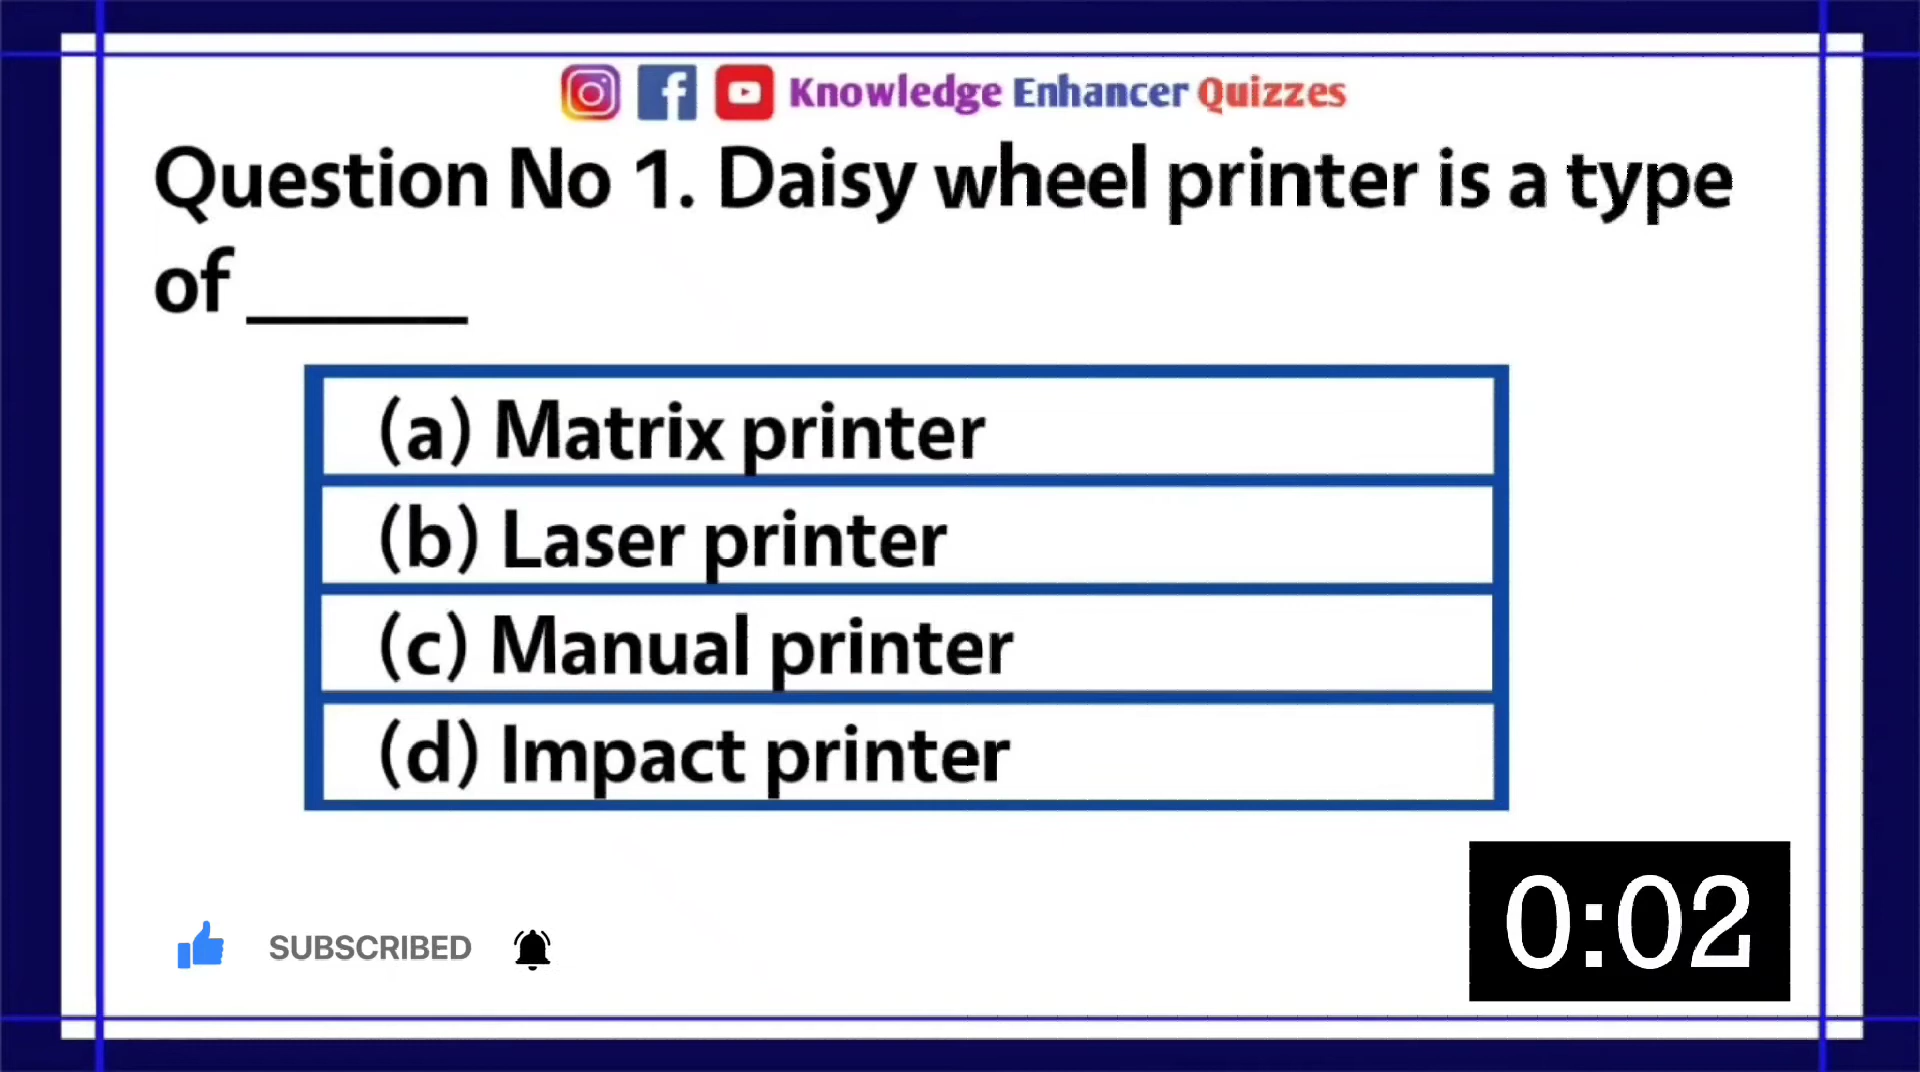 Knowledge Enhancer Quizzes
Question No 1. Daisy wheel printer is a type
of ______
(a) Matrix printer
(b) Laser printer
(c) Manual printer
(d) Impact printer
SUBSCRIBED
0:02